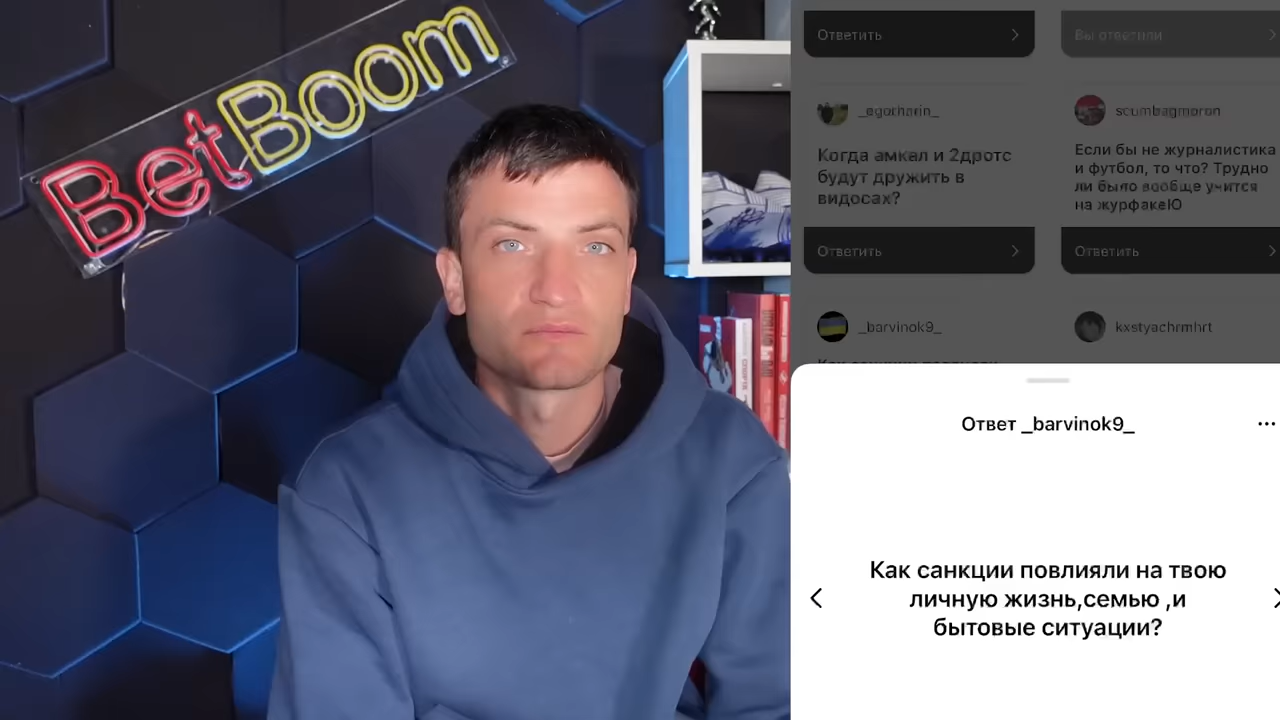 BetBoom
Ответить
Вы ответили
_egotharin_
scumbagmoron
Когда амкал и 2дротс
будут дружить в
видосах?
Если бы не журналистика
и футбол, то что? Трудно
ли было вообще учится
на журфакеЮ
Ответить
Ответить
_barvinok9_
kxstyachrmhrt
Ответ _barvinok9_
Как санкции повлияли на твою
личную жизнь,семью ,и
бытовые ситуации?